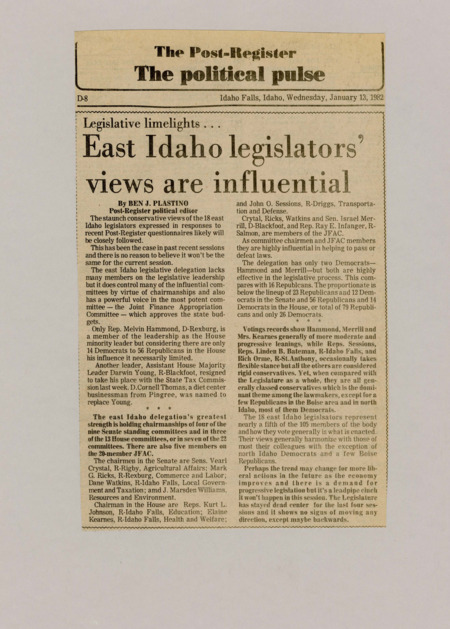 The Post-Register
The political pulse
D-8
Idaho Falls, Idaho, Wednesday, January 13, 1982
Legislative limelights . . .
East Idaho legislators'
views are influential
By BEN J. PLASTINO
Post-Register political editor
The staunch conservative views of the 18 east
Idaho legislators expressed in responses to
recent Post-Register questionnaires likely will
be closely followed.
This has been the case in past recent sessions
and there is no reason to believe it won't be the
same for the current session.
The east Idaho legislative delegation lacks
many members on the legislative leadership
but it does control many of the influential com-
mittees by virtue of chairmanships and also
has a powerful voice in the most potent com-
mittee — the Joint Finance Appropriation
Committee — which approves the state bud-
gets.
Only Rep. Melvin Hammond, D-Rexburg, is
a member of the leadership as the House
minority leader but considering there are only
14 Democrats to 56 Republicans in the House
his influence it necessarily limited.
Another leader, Assistant House Majority
Leader Darwin Young, R-Blackfoot, resigned
to take his place with the State Tax Commis-
sion last week. D. Cornell Thomas, a diet center
businessman from Pingree, was named to
replace Young.
* * *
The east Idaho delegation's greatest
strength is holding chairmanships of four of the
nine Senate standing committees and in three
of the 13 House committees, or in seven of the 22
committees. There are also five members on
the 20-member JFAC.
The chairmen is the Senate are Sens. Vearl
Crystal, R-Rigby, Agricultural Affairs; Mark
G. Ricks, R-Rexberg, Commerce and Labor;
Dane Watkins, R-Idaho Falls, Local Govern-
ment and Taxation; amd J. Marsden Williams,
Resources and Environment.
Chairman in the House are Reps. Kurt L.
Johnson, R-Idaho Falls, Education; Elaine
Kearnes, R-Idaho Falls, Health and Welfare;
and John O. Sessions, R-Driggs, Transporta-
tion and Defense.
Crytal, Ricks, Watkins and Sen. Israel Mer-
rill, D-Blackfoot, and Rep. Ray E. Infanger, R-
Salmon, are members of the JFAC.
As committee chairmen and JFAC members
they are highly influential in helping to pass or
defeat laws.
The delegation has only two Democrats—
Hammond and Merrill—but both are highly
effective in the legislative process. This com-
pares with 16 Republicans. The proportionate is
below the lineup of 23 Republicans and 12 Dem-
ocrats in the Senate and 56 Republicans and 14
Democrats in the House, or total of 79 Republi-
cans and only 26 Democrats.
* * *
Votings records show Hammond, Merrill and
Mrs. Kearnes generally of more moderate and
progressive leanings, while Reps. Sessions,
Reps. Linden B. Bateman, R-Idaho Falls, and
Rich Orme, R-St. Anthony, occasionally takes
flexible stance but all the others are considered
rigid conservatives. Yet, when compared with
the Legislature as a whole, they are all gen-
erally classed conservatives which is the domi-
nant theme among the lawmakers, except for a
few Republicans in the Boise area and in north
Idaho, most of them Democrats.
The 18 east Idaho legislators represent
nearly a fifth of the 105 members of the body
and how they vote generally is what is enacted.
Their views generally harmonize with those of
most their colleagues with the exception of
north Idaho Democrats and a few Boise
Republicans.
Perhaps the trend may change for more lib-
eral actions in the future as the economy
improves and there is a demand for
progressive legislation but it's a leadpipe cinch
it won't happen in this session. The Legislature
has stayed dead center for the last four ses-
sions and it shows no signs of moving any
direction, except maybe backwards.